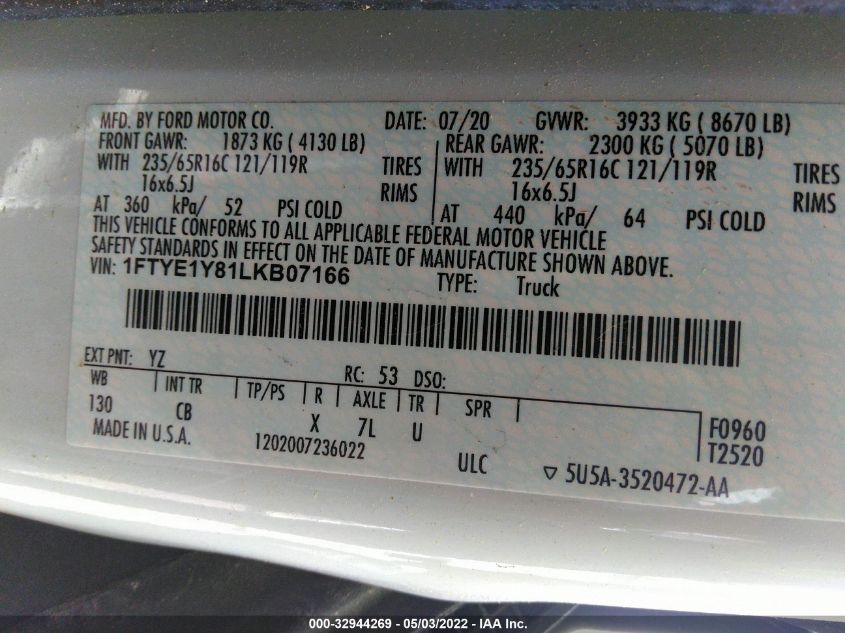 MFD. BY FORD MOTOR CO. DATE: 07/20 GVWR: 3933 KG ( 8670 LB)
FRONT GAWR: 1873 KG ( 4130 LB) REAR GAWR: 2300 KG ( 5070 LB)
WITH 235/65R16C 121/119R TIRES WITH 235/65R16C 121/119R TIRES
16x6.5J RIMS 16x6.5J RIMS
AT 360 kPa/ 52 PSI COLD AT 440 kPa/ 64 PSI COLD
THIS VEHICLE CONFORMS TO ALL APPLICABLE FEDERAL MOTOR VEHICLE
SAFETY STANDARDS IN EFFECT ON THE DATE OF MANUFACTURE SHOWN ABOVE.
VIN: 1FTYE1Y81LKB07166 TYPE: Truck
EXT PNT: YZ RC: 53 DSO:
WB INT TR TP/PS R AXLE TR SPR
130 CB X 7L U F0960
MADE IN U.S.A. 1202007236022 T2520
ULC ▽ 5U5A-3520472-AA
000-32944269 - 05/03/2022 - IAA Inc.